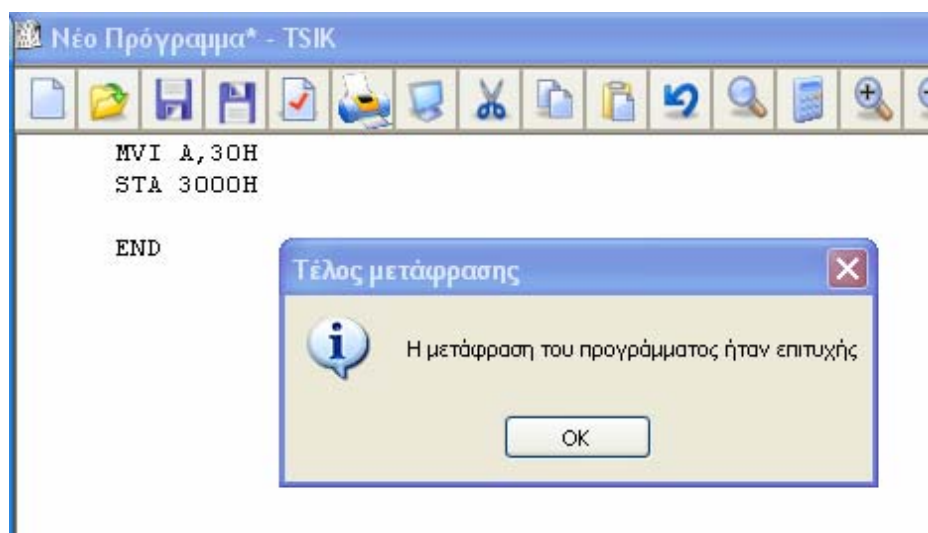 Νέο Πρόγραμμα* - TSIK
MVI A,30H
STA 3000H
END
Τέλος μετάφρασης
Η μετάφραση του προγράμματος ήταν επιτυχής
OK